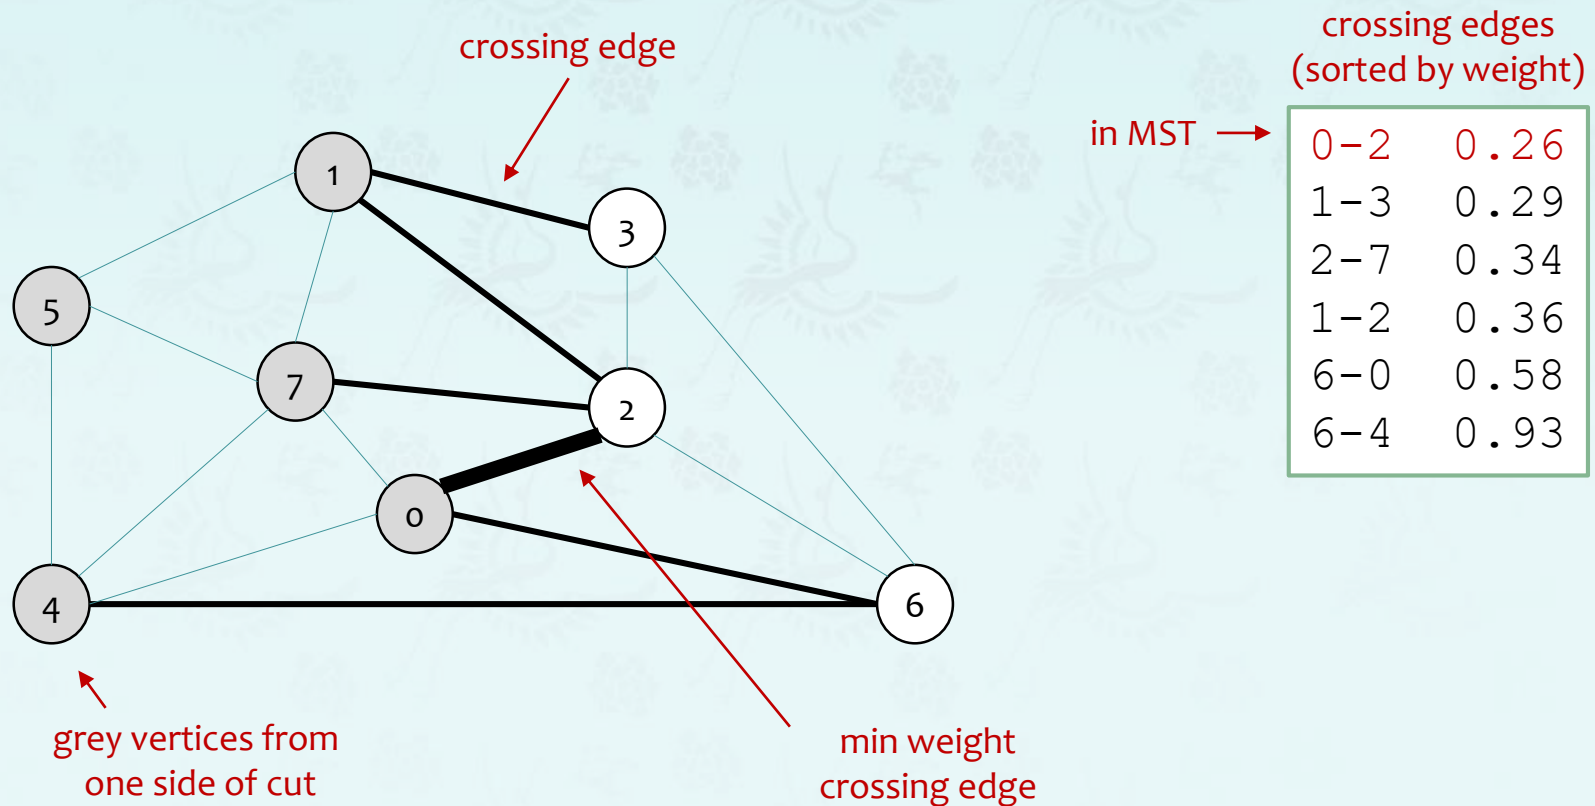 crossing edges
(sorted by weight)
crossing edge
in MST
0-2 0.26
1-3 0.29
2-7 0.34
1-2 0.36
6-0 0.58
6-4 0.93
1
3
5
7
2
0
4
6
grey vertices from
one side of cut
min weight
crossing edge